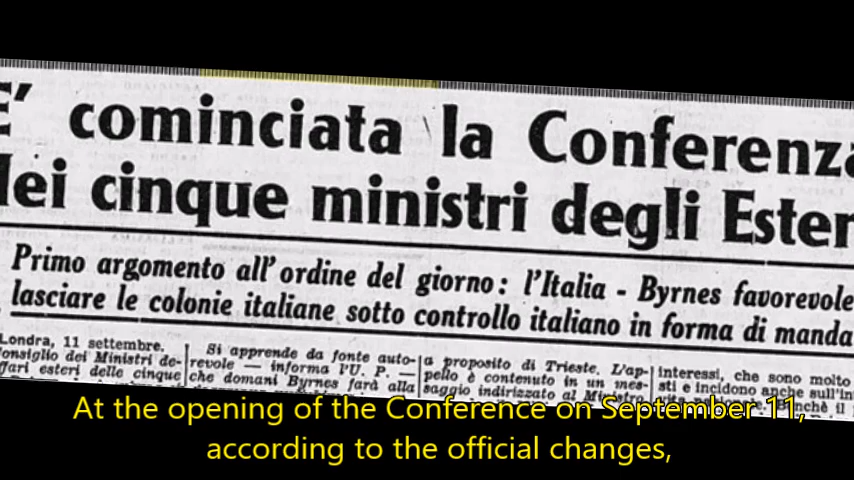 E' cominciata la Conferenza
dei cinque ministri degli Ester
Primo argomento all'ordine del giorno: l'Italia - Byrnes favorevole
lasciare le colonie italiane sotto controllo italiano in forma di manda
Londra, 11 settembre.
onsiglio dei Ministri de-
ffari esteri delle cinque
Si apprende da fonte auto-
revole — informa l'U. P. —
che domani Byrnes farà alla
a proposito di Trieste. L'ap-
pello è contenuto in un mes-
saggio indirizzato al Ministro
interessi, che sono molto
sti e incidono anche sull'in
At the opening of the Conference on September 11,
according to the official changes,